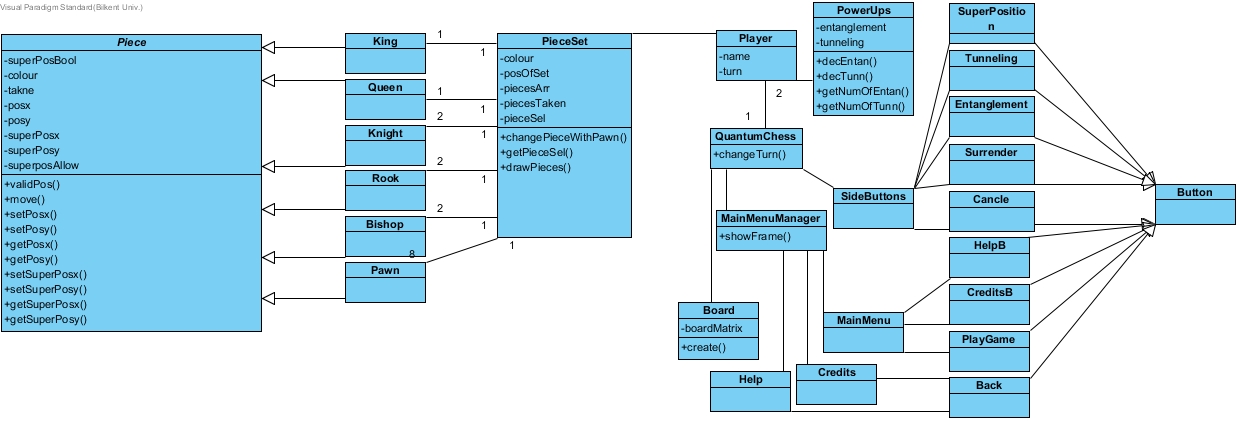 Visual Paradigm Standard(Bilkent Univ.)
Piece
-superPosBool
-colour
-takne
-posx
-posy
-superPosx
-superPosy
-superposAllow
+validPos()
+move()
+setPosx()
+setPosy()
+getPosx()
+getPosy()
+setSuperPosx()
+setSuperPosy()
+getSuperPosx()
+getSuperPosy()
King
1
1
Queen
1
1
Knight
2
1
Rook
2
1
Bishop
2
1
Pawn
8
1
PieceSet
-colour
-posOfSet
-piecesArr
-piecesTaken
-pieceSel
+changePieceWithPawn()
+getPieceSel()
+drawPieces()
Player
-name
-turn
2
1
PowerUps
-entanglement
-tunneling
+decEntan()
+decTunn()
+getNumOfEntan()
+getNumOfTunn()
QuantumChess
+changeTurn()
MainMenuManager
+showFrame()
SideButtons
Board
-boardMatrix
+create()
MainMenu
Help
Credits
SuperPositio
n
Tunneling
Entanglement
Surrender
Cancle
HelpB
CreditsB
PlayGame
Back
Button